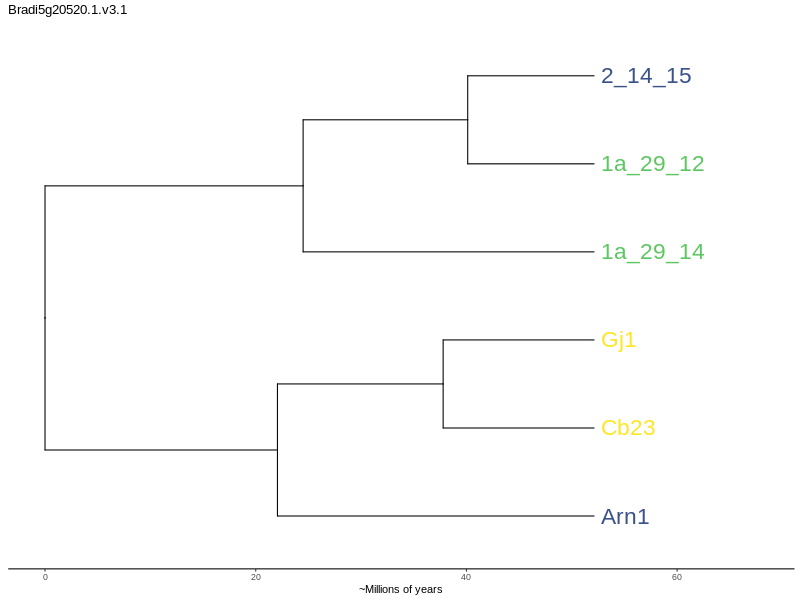 Bradi5g20520.1.v3.1
2_14_15
1a_29_12
1a_29_14
Gj1
Cb23
Arn1
0 20 40 60
~Millions of years